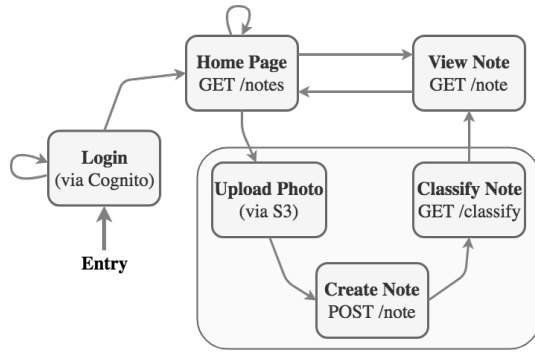 Home Page
GET /notes
View Note
GET /note
Login
(via Cognito)
Upload Photo
(via S3)
Classify Note
GET /classify
Entry
Create Note
POST /note